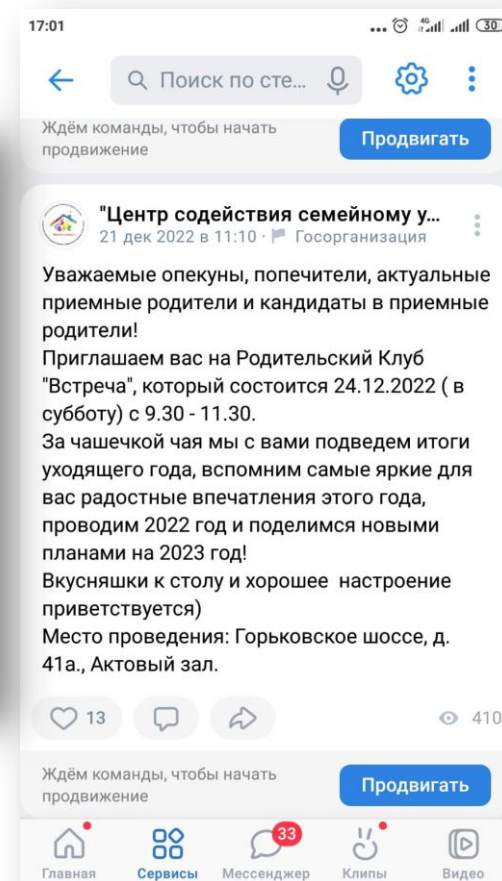 17:01
... 4G 30
Поиск по сте...
Ждём команды, чтобы начать
продвижение
Продвигать
"Центр содействия семейному у...
21 дек 2022 в 11:10 · Госорганизация
Уважаемые опекуны, попечители, актуальные
приемные родители и кандидаты в приемные
родители!
Приглашаем вас на Родительский Клуб
"Встреча", который состоится 24.12.2022 ( в
субботу) с 9.30 - 11.30.
За чашечкой чая мы с вами подведем итоги
уходящего года, вспомним самые яркие для
вас радостные впечатления этого года,
проводим 2022 год и поделимся новыми
планами на 2023 год!
Вкусняшки к столу и хорошее  настроение
приветствуется)
Место проведения: Горьковское шоссе, д.
41а., Актовый зал.
13
410
Ждём команды, чтобы начать
продвижение
Продвигать
33
Главная Сервисы Мессенджер Клипы Видео